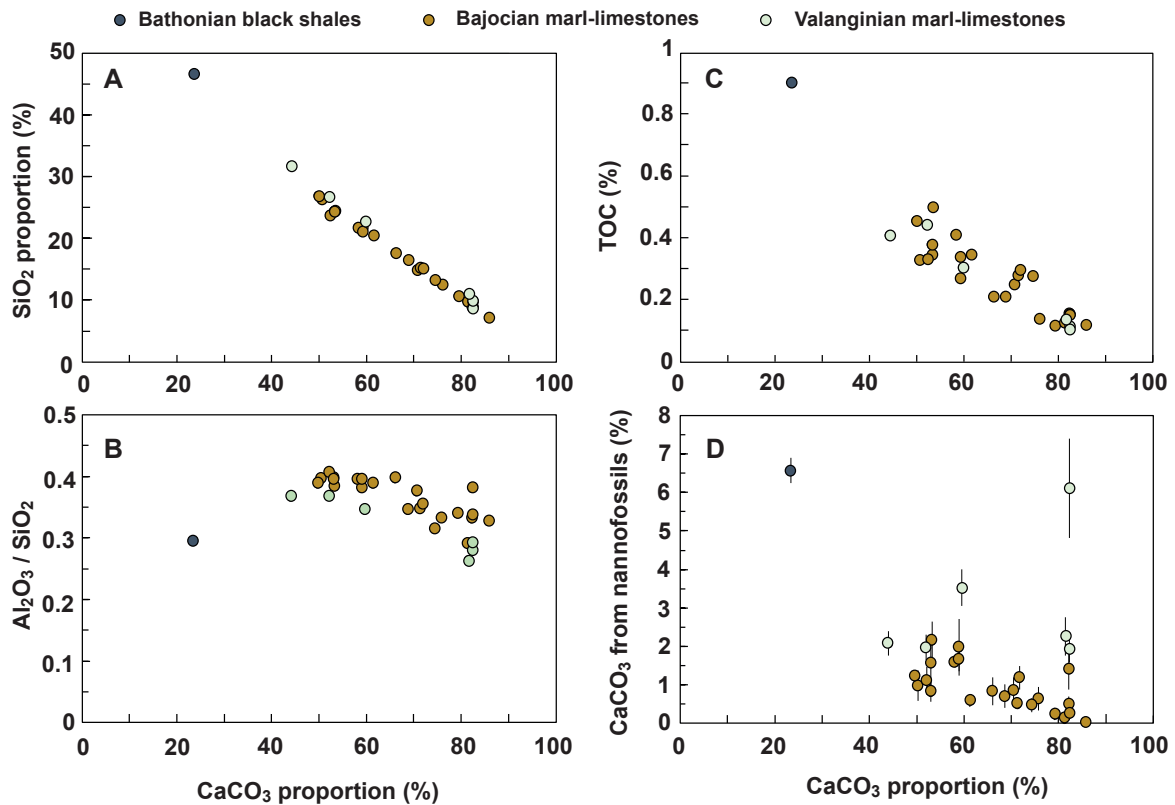 Bathonian black shales Bajocian marl-limestones Valanginian marl-limestones
A
SiO₂ proportion (%)
50
40
30
20
10
0
0 20 40 60 80 100
C
TOC (%)
1
0.8
0.6
0.4
0.2
0
0 20 40 60 80 100
B
Al₂O₃ / SiO₂
0.5
0.4
0.3
0.2
0.1
0
0 20 40 60 80 100
CaCO₃ proportion (%)
D
CaCO₃ from nannofossils (%)
8
7
6
5
4
3
2
1
0
0 20 40 60 80 100
CaCO₃ proportion (%)